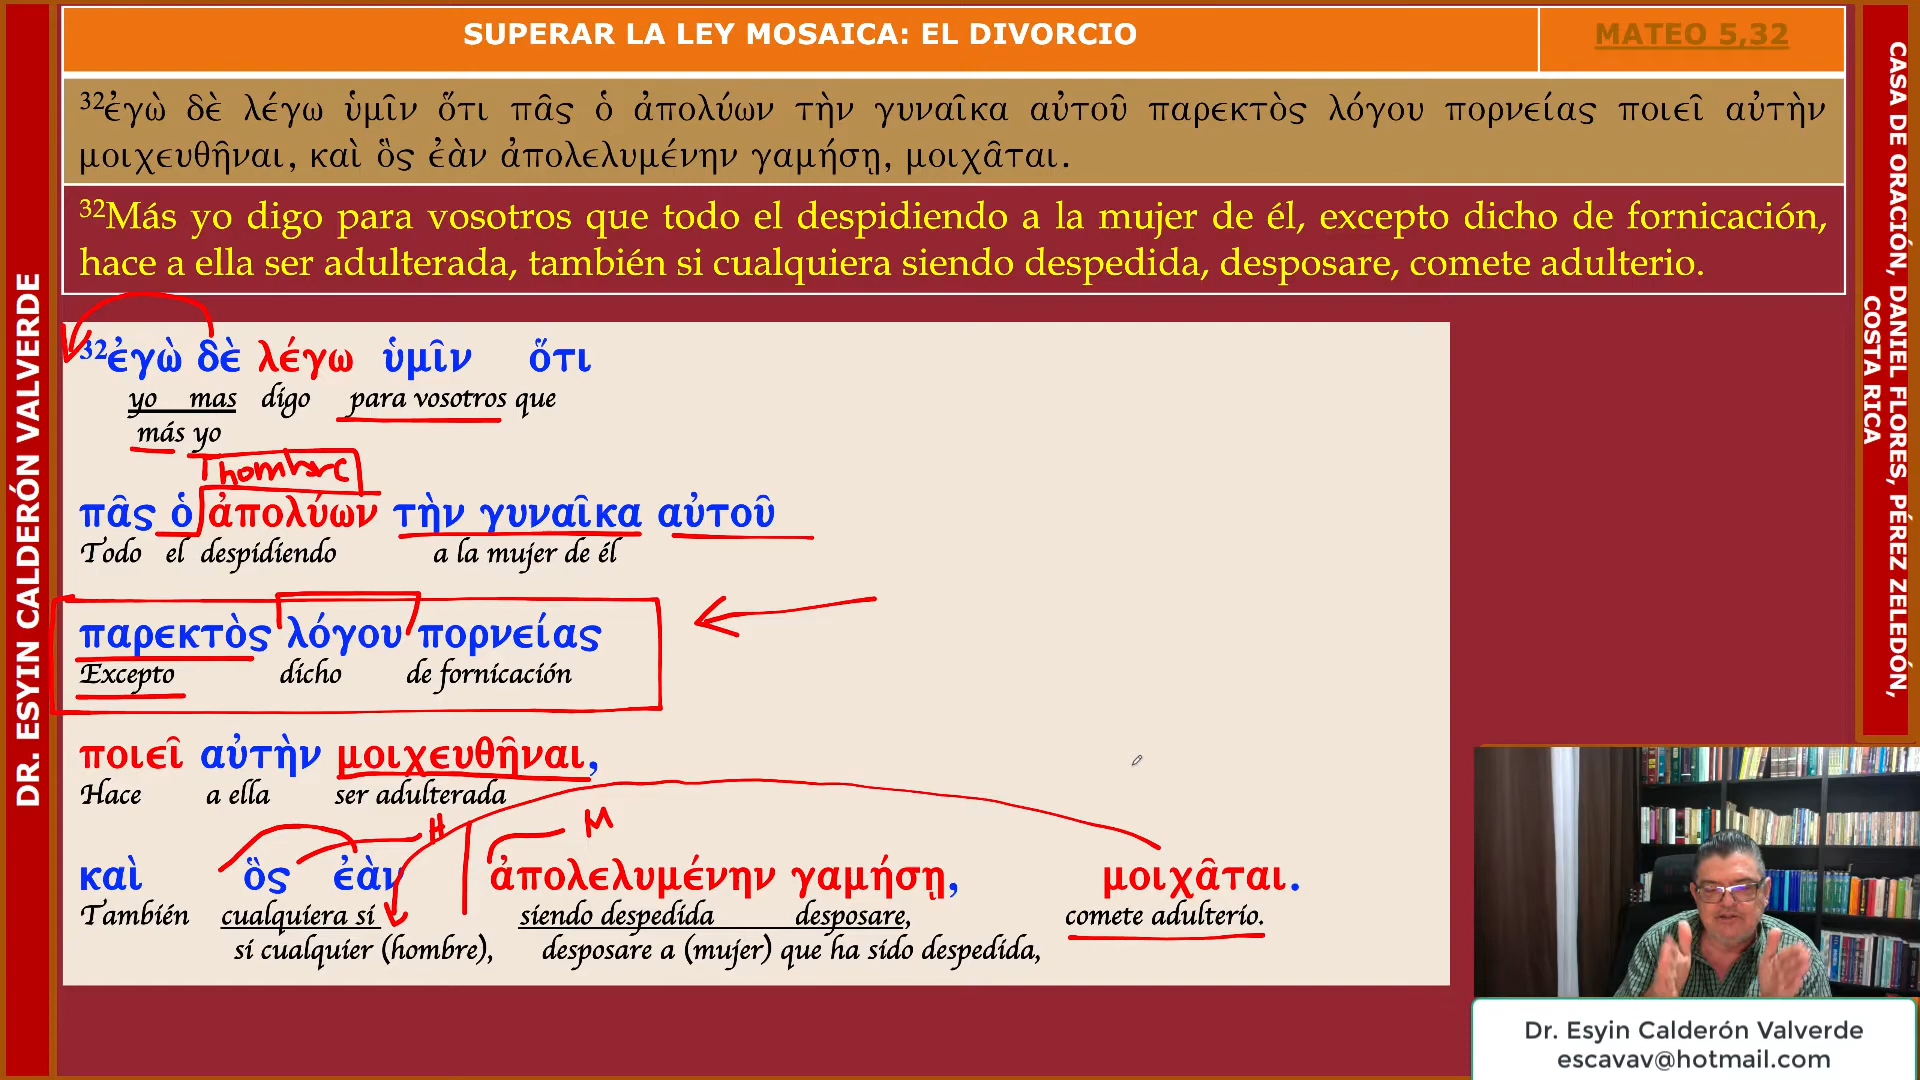 SUPERAR LA LEY MOSAICA: EL DIVORCIO
MATEO 5,32
³²ἐγὼ δὲ λέγω ὑμῖν ὅτι πᾶς ὁ ἀπολύων τὴν γυναῖκα αὐτοῦ παρεκτὸς λόγου πορνείας ποιεῖ αὐτὴν
μοιχευθῆναι, καὶ ὃς ἐὰν ἀπολελυμένην γαμήσῃ, μοιχᾶται.
³²Más yo digo para vosotros que todo el despidiendo a la mujer de él, excepto dicho de fornicación,
hace a ella ser adulterada, también si cualquiera siendo despedida, desposare, comete adulterio.
³²ἐγὼ δὲ λέγω ὑμῖν ὅτι
yo mas digo para vosotros que
más yo
hombre
πᾶς ὁ ἀπολύων τὴν γυναῖκα αὐτοῦ
Todo el despidiendo a la mujer de él
παρεκτὸς λόγου πορνείας
Excepto dicho de fornicación
ποιεῖ αὐτὴν μοιχευθῆναι,
Hace a ella ser adulterada
H M
καὶ ὃς ἐὰν ἀπολελυμένην γαμήσῃ, μοιχᾶται.
También cualquiera si siendo despedida desposare, comete adulterio.
si cualquier (hombre), desposare a (mujer) que ha sido despedida,
DR. ESYIN CALDERÓN VALVERDE
CASA DE ORACIÓN, DANIEL FLORES, PÉREZ ZELEDÓN,
COSTA RICA
Dr. Esyin Calderón Valverde
escavav@hotmail.com